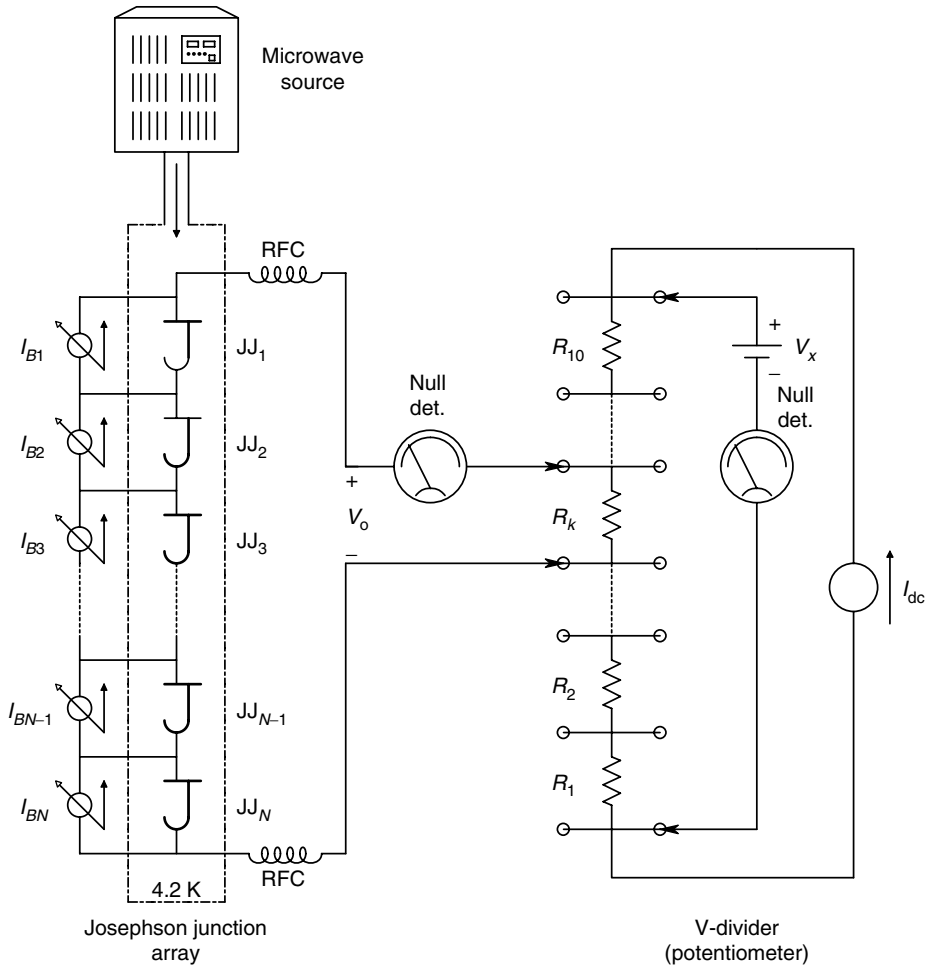 Microwave
source
RFC
I_B1
JJ_1
R_10
+
V_x
–
Null
det.
Null
det.
I_B2
JJ_2
+
V_o
R_k
I_B3
JJ_3
–
I_dc
R_2
I_BN–1
JJ_N–1
R_1
I_BN
JJ_N
RFC
4.2 K
Josephson junction
array
V-divider
(potentiometer)